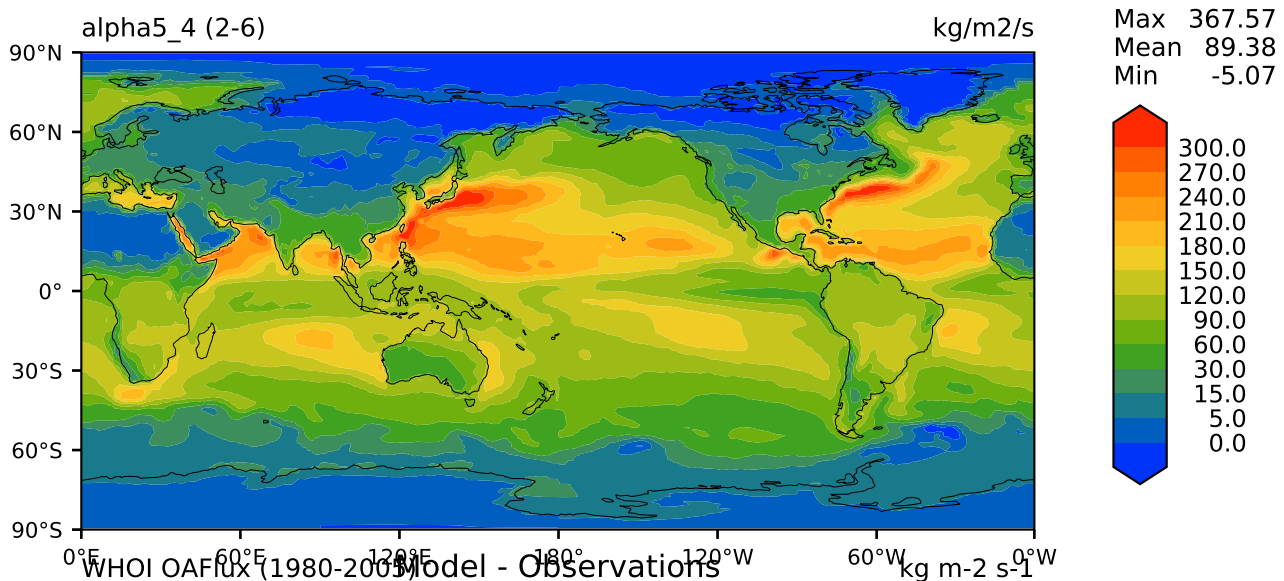 alpha5_4 (2-6) kg/m2/s
Max 367.57
Mean 89.38
Min -5.07
90°N
60°N
30°N
0°
30°S
60°S
90°S
300.0
270.0
240.0
210.0
180.0
150.0
120.0
90.0
60.0
30.0
15.0
5.0
0.0
0°E 60°E 120°E 180° 120°W 60°W 0°W
WHOI OAFlux (1980-2005) Model - Observations kg m-2 s-1